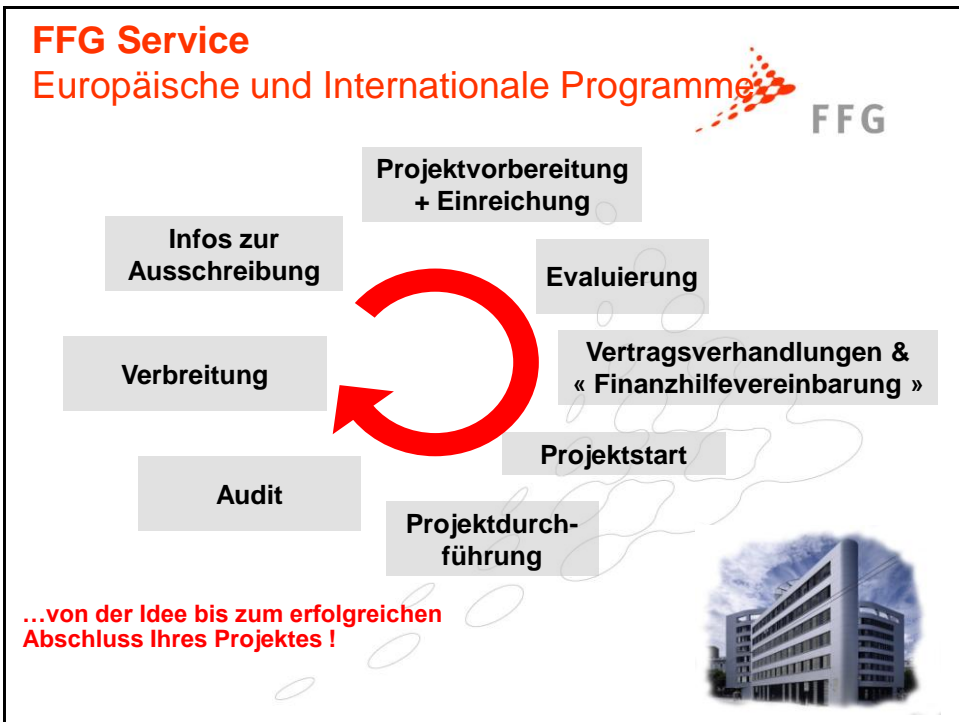 FFG Service
Europäische und Internationale Programme
FFG
Projektvorbereitung
+ Einreichung
Infos zur
Ausschreibung
Evaluierung
Verbreitung
Vertragsverhandlungen &
« Finanzhilfevereinbarung »
Projektstart
Audit
Projektdurch-
führung
…von der Idee bis zum erfolgreichen
Abschluss Ihres Projektes !